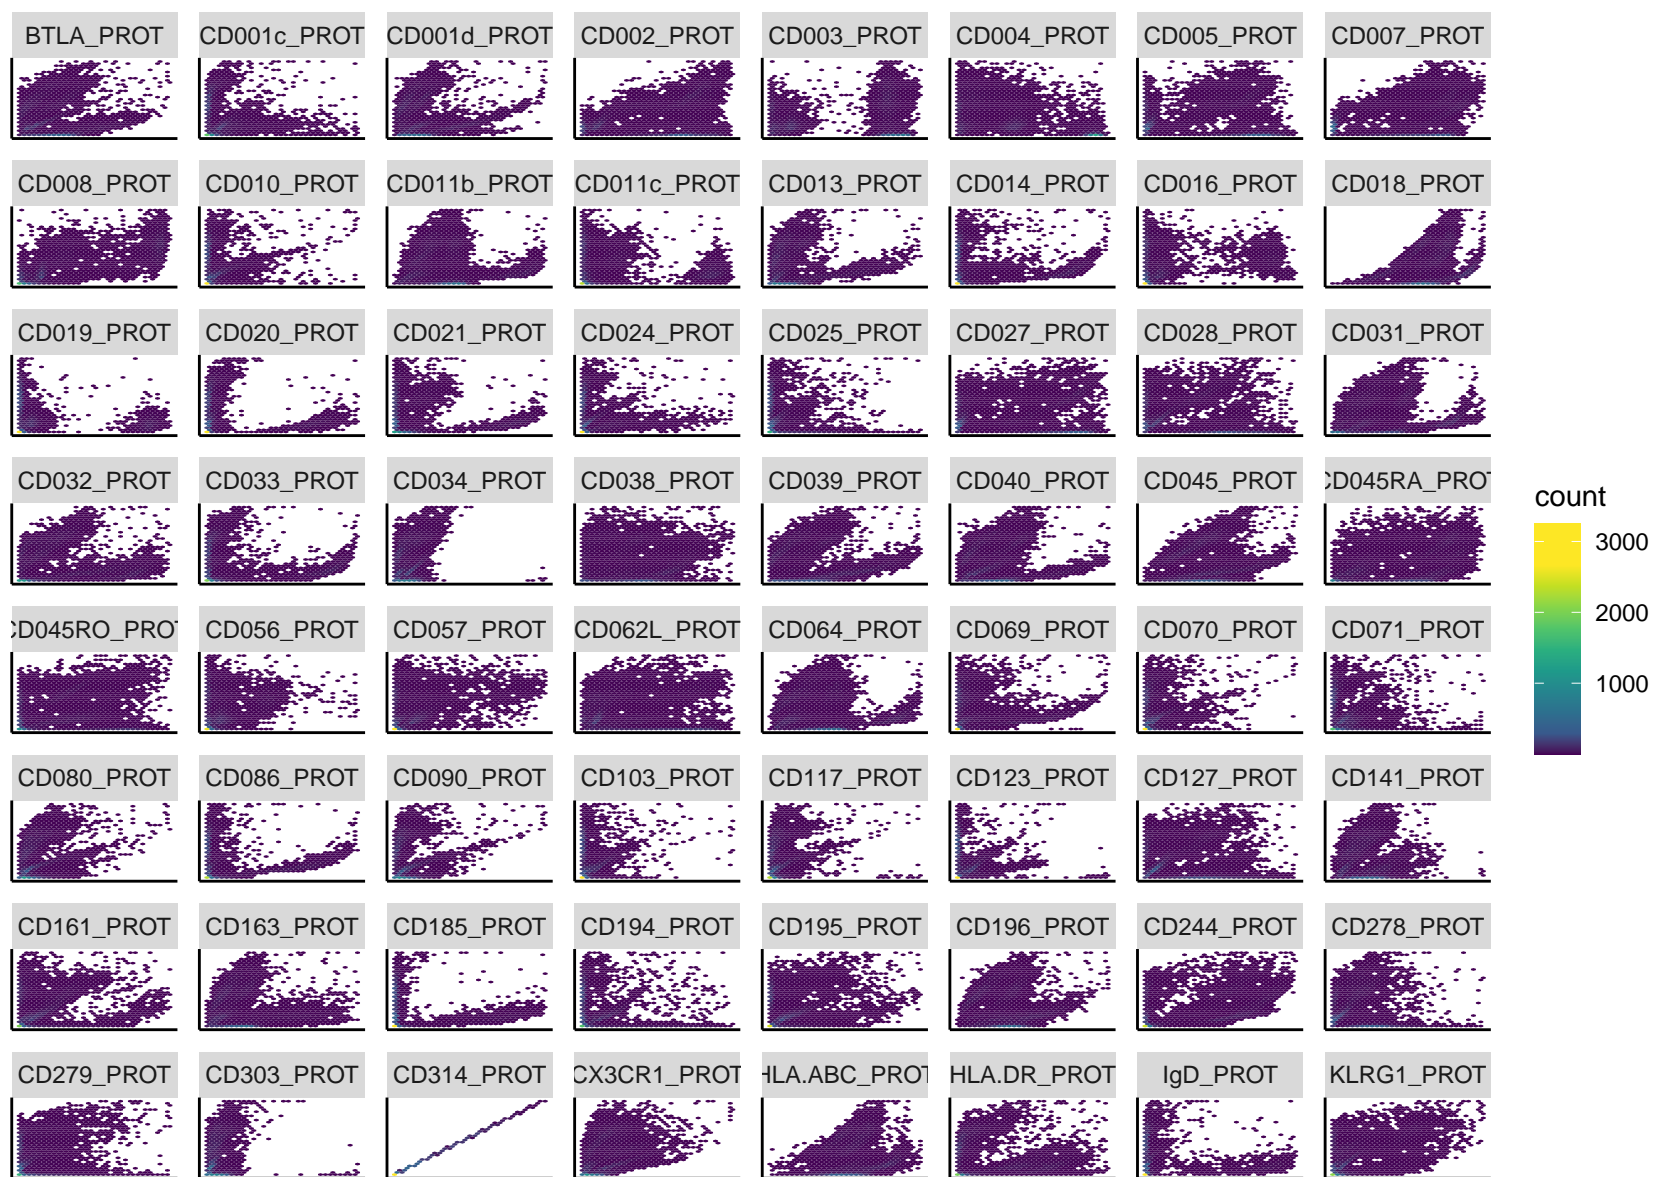 BTLA_PROT CD001c_PROT CD001d_PROT CD002_PROT CD003_PROT CD004_PROT CD005_PROT CD007_PROT
CD008_PROT CD010_PROT CD011b_PROT CD011c_PROT CD013_PROT CD014_PROT CD016_PROT CD018_PROT
CD019_PROT CD020_PROT CD021_PROT CD024_PROT CD025_PROT CD027_PROT CD028_PROT CD031_PROT
CD032_PROT CD033_PROT CD034_PROT CD038_PROT CD039_PROT CD040_PROT CD045_PROT CD045RA_PROT
count
3000
2000
1000
CD045RO_PROT CD056_PROT CD057_PROT CD062L_PROT CD064_PROT CD069_PROT CD070_PROT CD071_PROT
CD080_PROT CD086_PROT CD090_PROT CD103_PROT CD117_PROT CD123_PROT CD127_PROT CD141_PROT
CD161_PROT CD163_PROT CD185_PROT CD194_PROT CD195_PROT CD196_PROT CD244_PROT CD278_PROT
CD279_PROT CD303_PROT CD314_PROT CX3CR1_PROT HLA.ABC_PROT HLA.DR_PROT IgD_PROT KLRG1_PROT